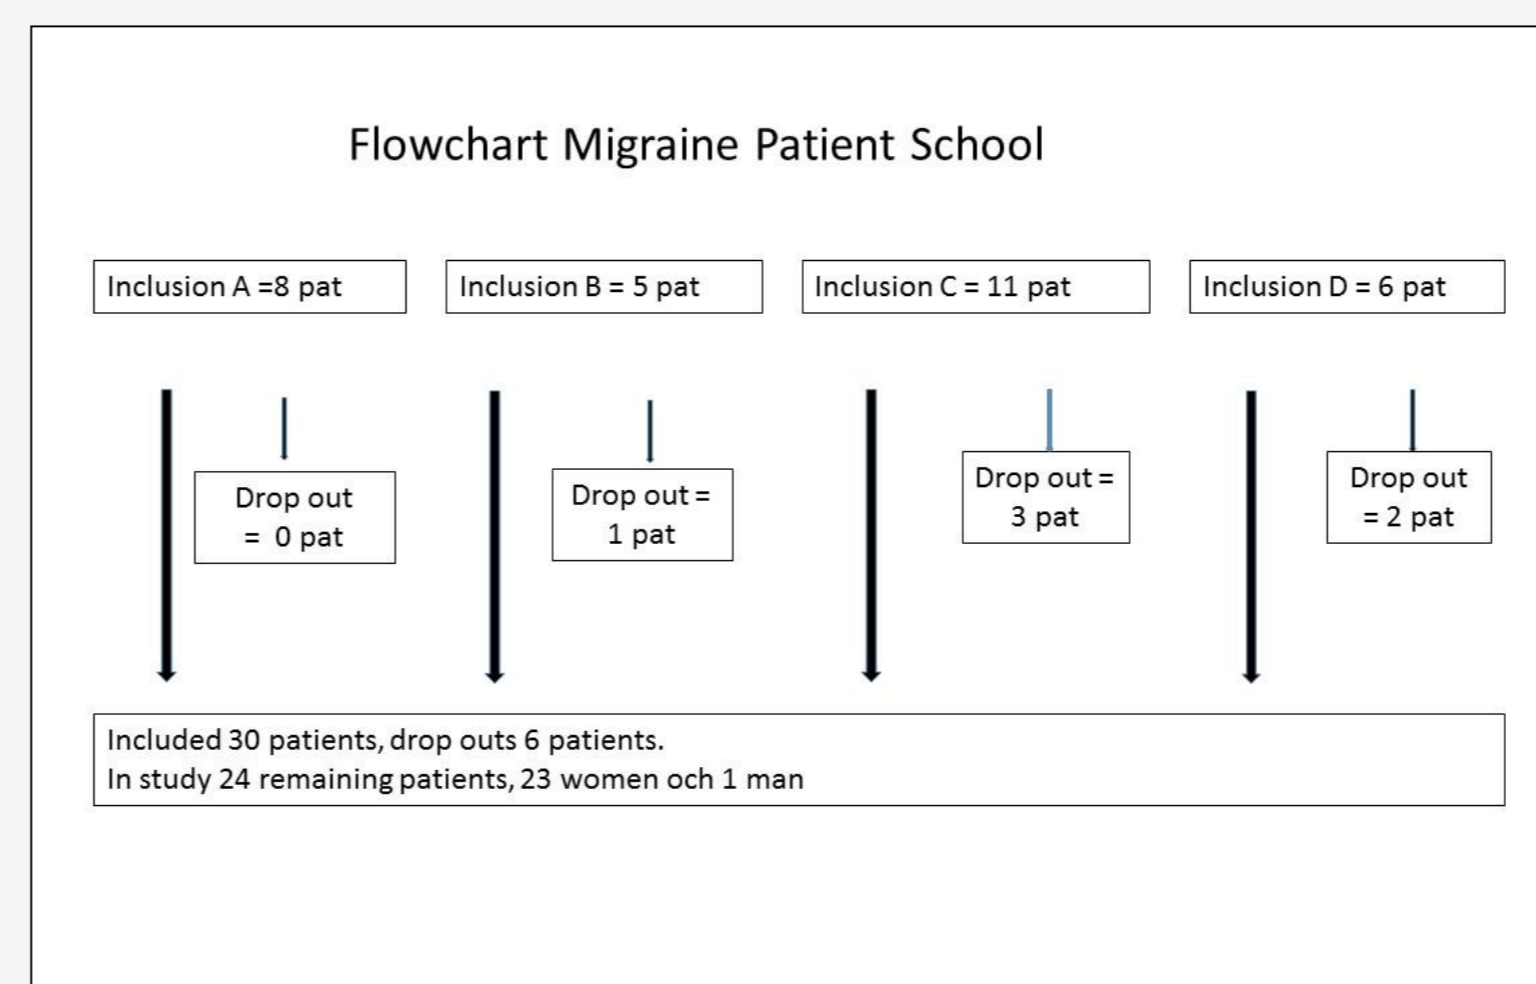 Flowchart Migraine Patient School
Inclusion A =8 pat
Inclusion B = 5 pat
Inclusion C = 11 pat
Inclusion D = 6 pat
Drop out
= 0 pat
Drop out =
1 pat
Drop out =
3 pat
Drop out
= 2 pat
Included 30 patients, drop outs 6 patients.
In study 24 remaining patients, 23 women och 1 man